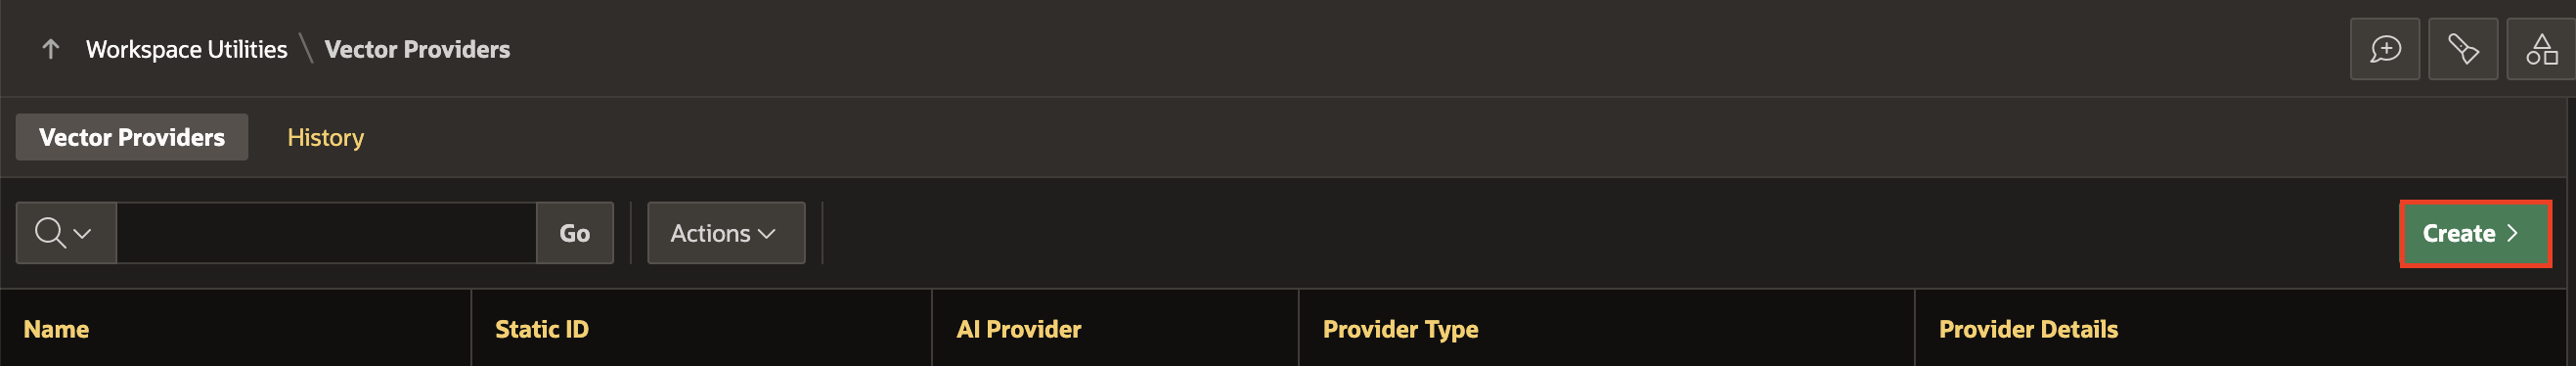 Workspace Utilities \ Vector Providers
Vector Providers History
Go Actions Create
Name Static ID AI Provider Provider Type Provider Details